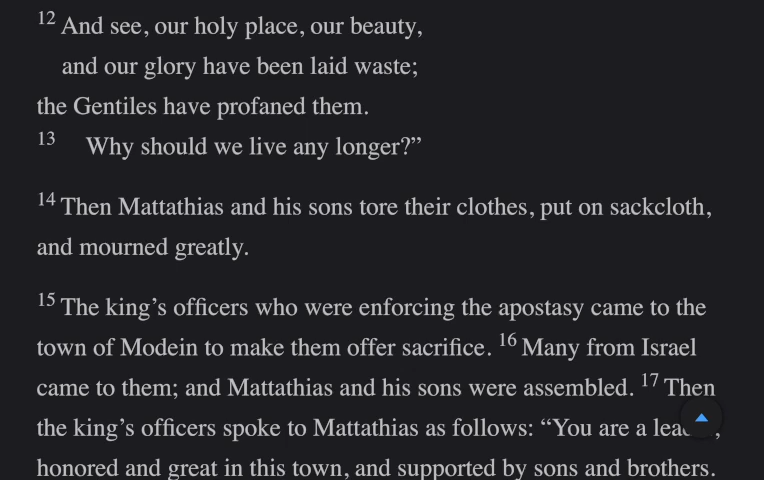 12 And see, our holy place, our beauty,
and our glory have been laid waste;
the Gentiles have profaned them.
13 Why should we live any longer?”
14 Then Mattathias and his sons tore their clothes, put on sackcloth,
and mourned greatly.
15 The king’s officers who were enforcing the apostasy came to the
town of Modein to make them offer sacrifice. 16 Many from Israel
came to them; and Mattathias and his sons were assembled. 17 Then
the king’s officers spoke to Mattathias as follows: “You are a
honored and great in this town, and supported by sons and brothers.